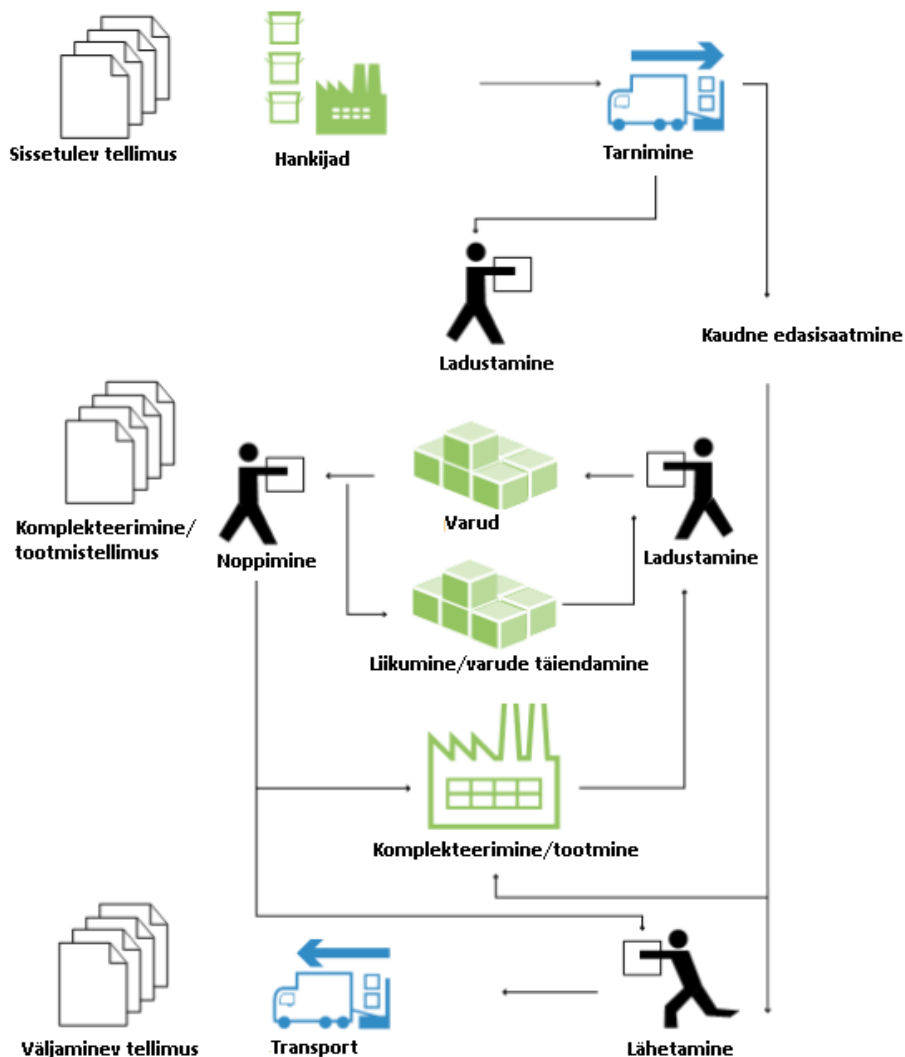 Sissetulev tellimus
Hankijad
Tarnimine
Ladustamine
Kaudne edasisaatmine
Komplekteerimine/
tootmistellimus
Noppimine
Varud
Ladustamine
Liikumine/varude täiendamine
Komplekteerimine/tootmine
Väljaminev tellimus
Transport
Lähetamine